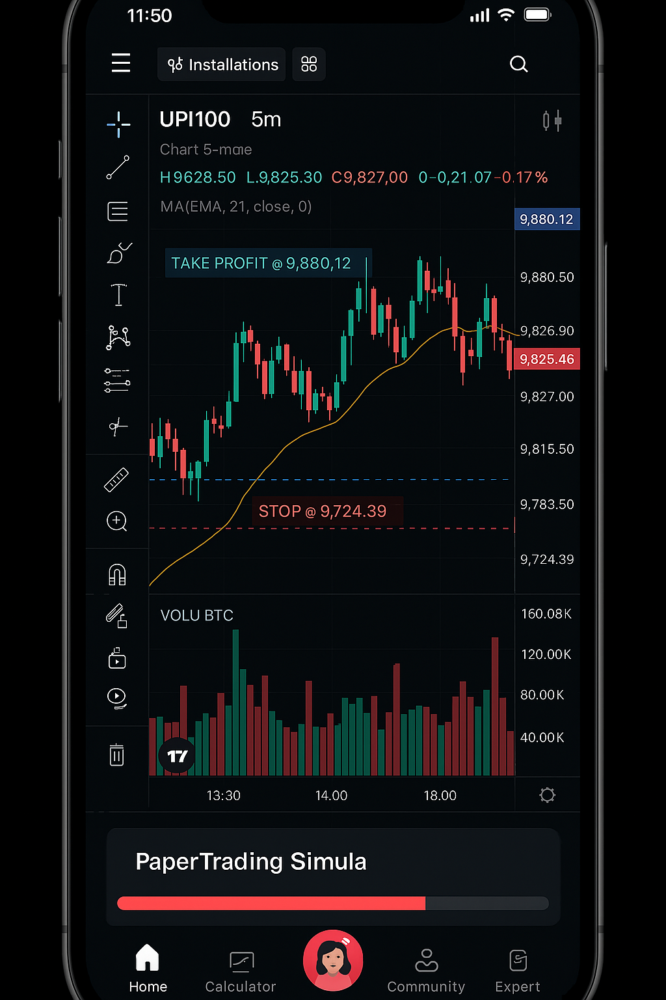 11:50
Installations
UPI100 5m
Chart 5-mae
H9628.50 L.9,825.30 C9,827,00 0-0,21.07-0.17%
MA(EMA, 21, close, 0)
9,880.12
TAKE PROFIT @ 9,880,12
9,880.50
9,826.90
9,825.46
9,827.00
9,815.50
STOP @ 9,724.39
9,783.50
9,724.39
VOLU BTC
160.08K
120.00K
80.00K
40.00K
17
13:30 14.00 18.00
PaperTrading Simula
Home Calculator Community Expert